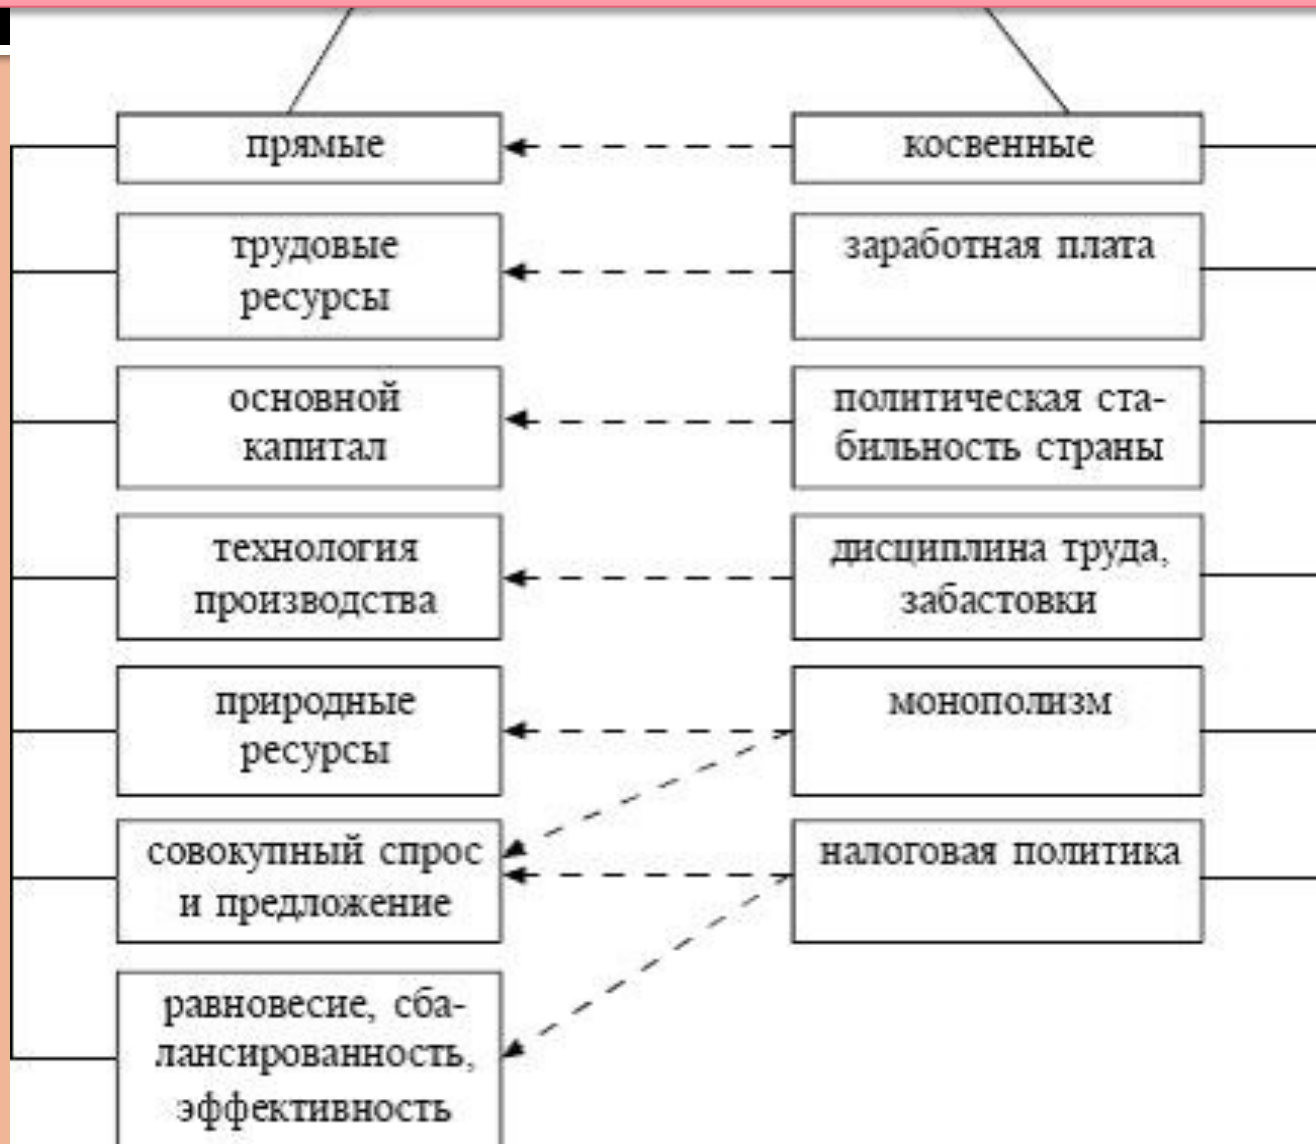 прямые
косвенные
трудовые
ресурсы
заработная плата
основной
капитал
политическая ста-
бильность страны
технология
производства
дисциплина труда,
забастовки
природные
ресурсы
монополизм
совокупный спрос
и предложение
налоговая политика
равновесие, сба-
лансированность,
эффективность